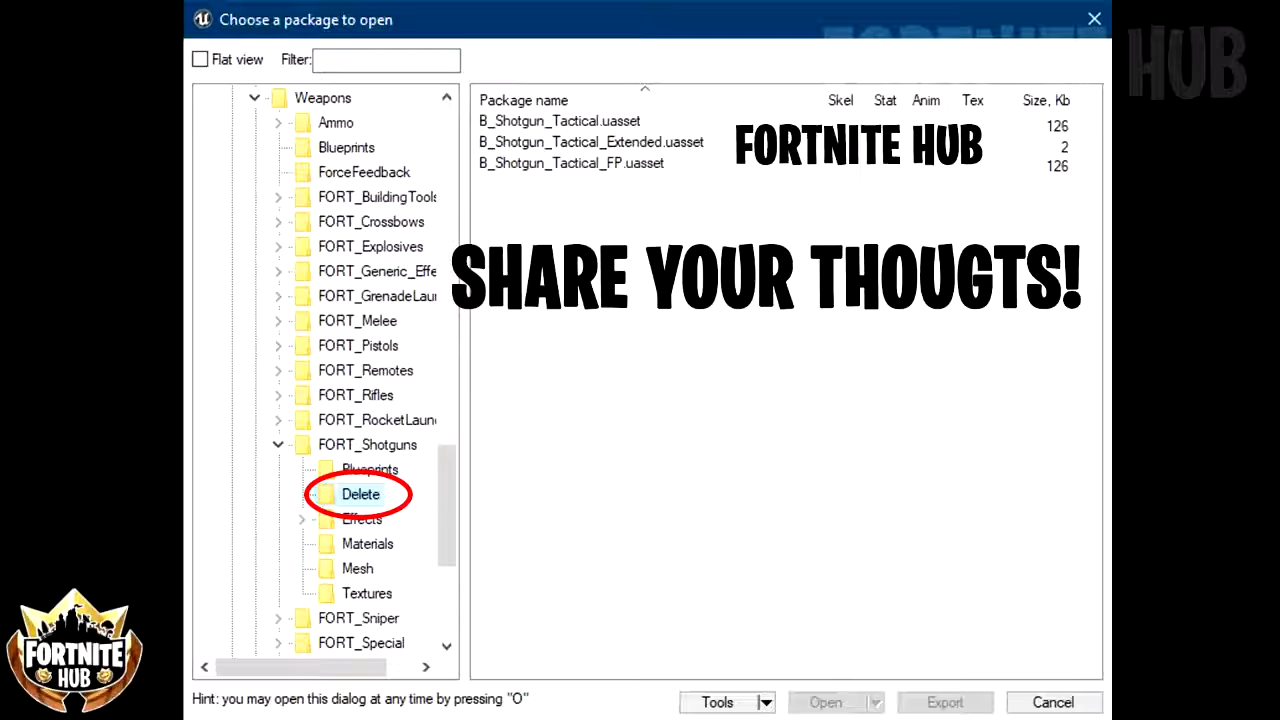 Choose a package to open
HUB
Flat view Filter:
Weapons
Ammo
Blueprints
ForceFeedback
FORT_BuildingTools
FORT_Crossbows
FORT_Explosives
FORT_Generic_Effe
FORT_GrenadeLaun
FORT_Melee
FORT_Pistols
FORT_Remotes
FORT_Rifles
FORT_RocketLaun
FORT_Shotguns
Blueprints
Delete
Effects
Materials
Mesh
Textures
FORT_Sniper
FORT_Special
Package name Skel Stat Anim Tex Size, Kb
B_Shotgun_Tactical.uasset 126
B_Shotgun_Tactical_Extended.uasset 2
B_Shotgun_Tactical_FP.uasset 126
FORTNITE HUB
SHARE YOUR THOUGTS!
FORTNITE
HUB
Hint: you may open this dialog at any time by pressing "O"
Tools Open Export Cancel